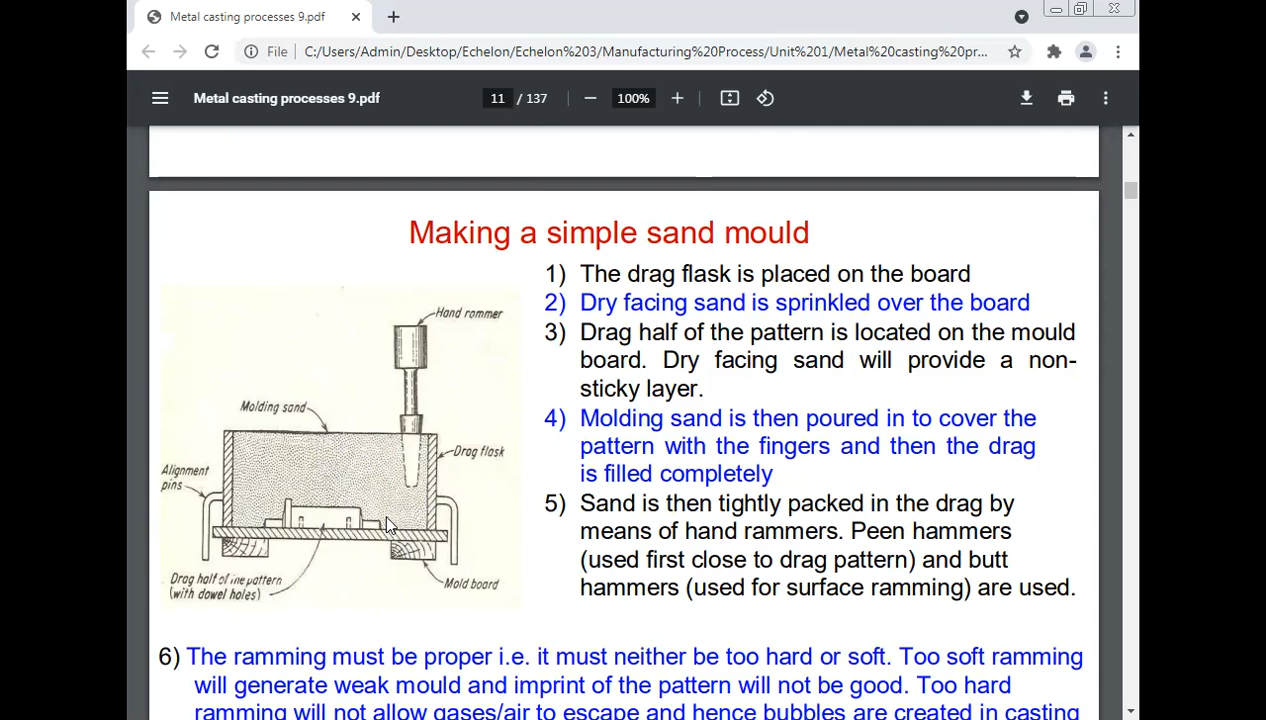 Metal casting processes 9.pdf
File C:/Users/Admin/Desktop/Echelon/Echelon%203/Manufacturing%20Process/Unit%201/Metal%20casting%20pr...
Metal casting processes 9.pdf 11 / 137 100%
Making a simple sand mould
1) The drag flask is placed on the board
2) Dry facing sand is sprinkled over the board
3) Drag half of the pattern is located on the mould
board. Dry facing sand will provide a non-
sticky layer.
4) Molding sand is then poured in to cover the
pattern with the fingers and then the drag
is filled completely
5) Sand is then tightly packed in the drag by
means of hand rammers. Peen hammers
(used first close to drag pattern) and butt
hammers (used for surface ramming) are used.
Hand rammer
Molding sand
Drag flask
Alignment
pins
Drag half of the pattern
(with dowel holes)
Mold board
6) The ramming must be proper i.e. it must neither be too hard or soft. Too soft ramming
will generate weak mould and imprint of the pattern will not be good. Too hard
ramming will not allow gases/air to escape and hence bubbles are created in casting